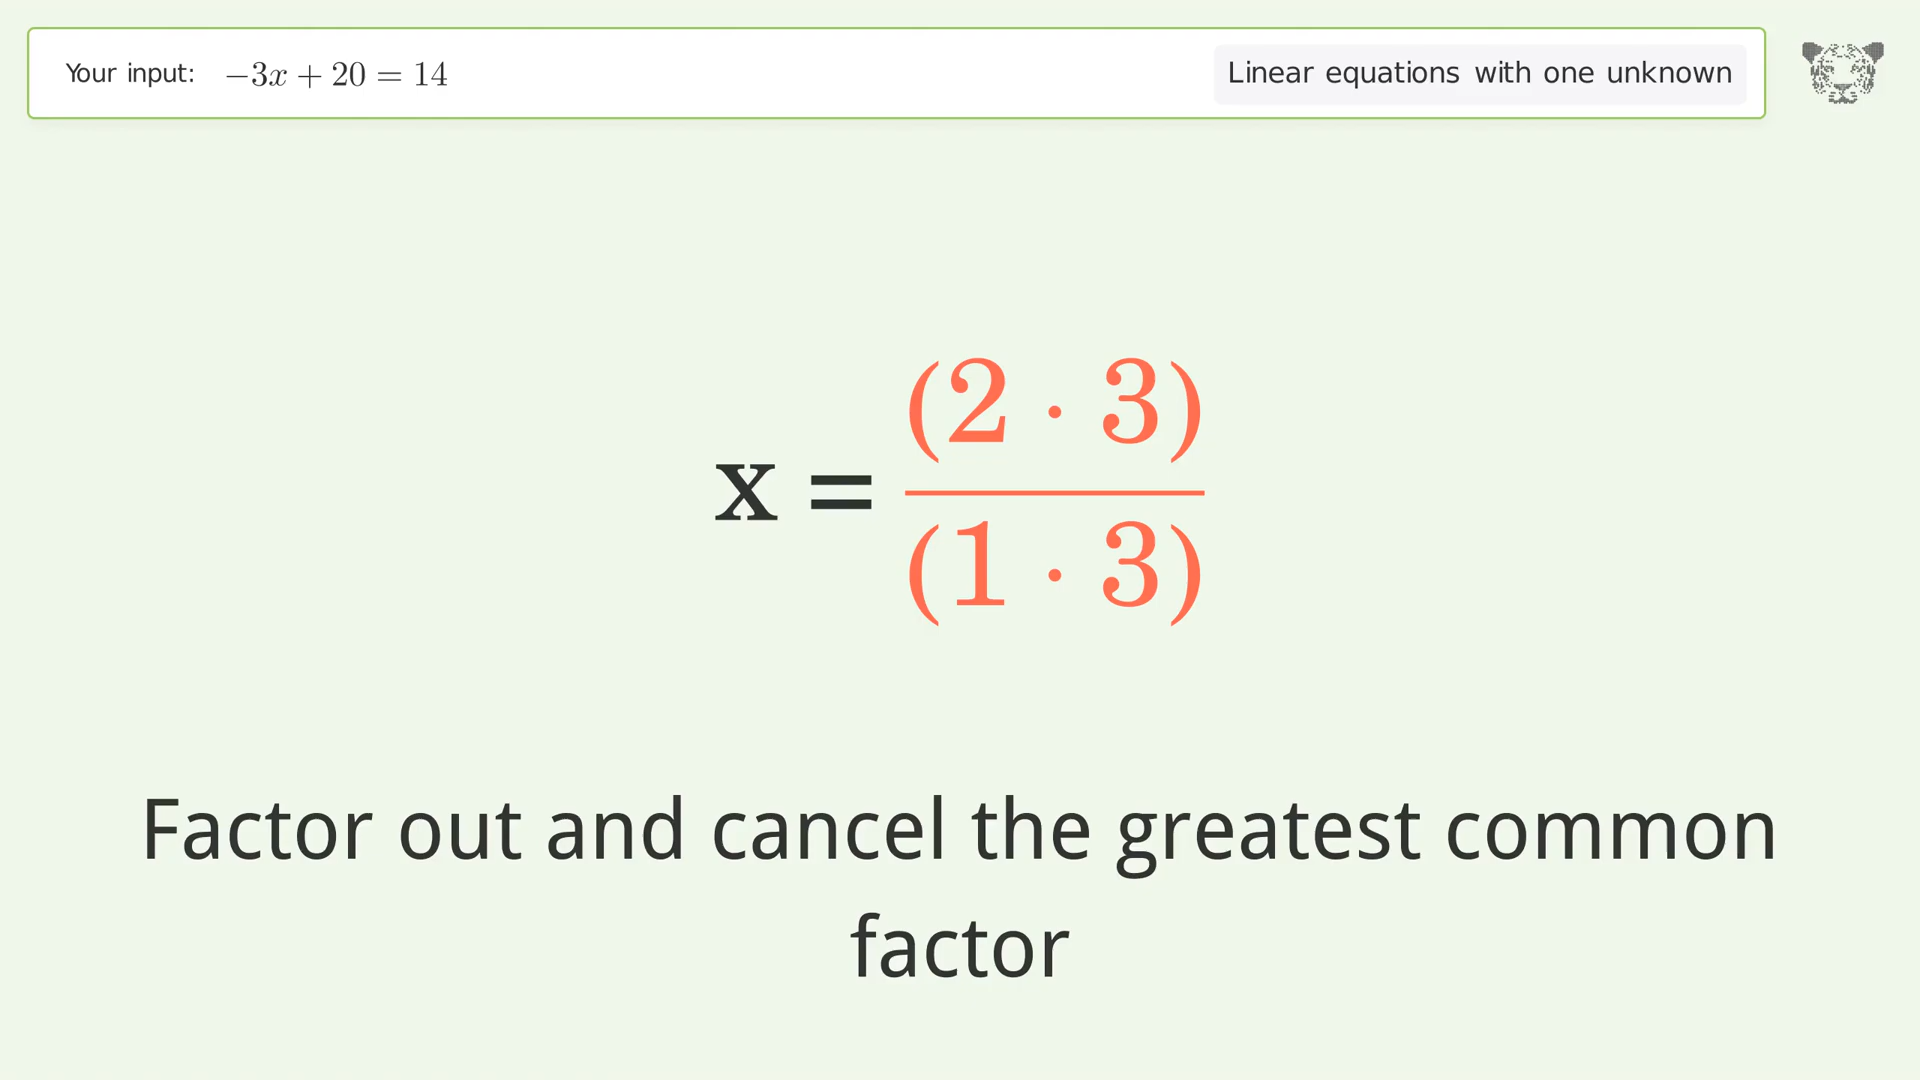 Your input: −3x + 20 = 14
Linear equations with one unknown
x = (2 · 3) / (1 · 3)
Factor out and cancel the greatest common
factor